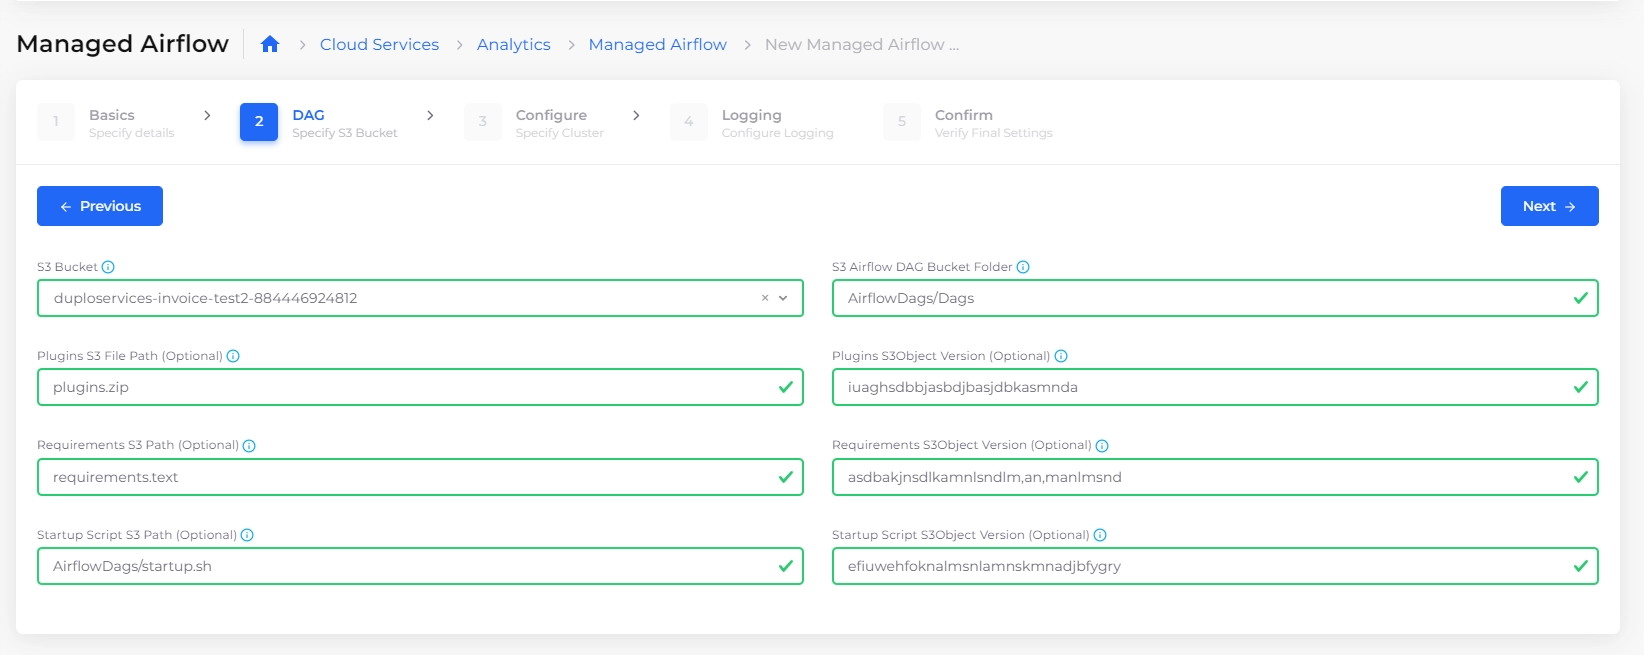 Managed Airflow
Cloud Services
Analytics
Managed Airflow
New Managed Airflow ...
1
Basics
Specify details
2
DAG
Specify S3 Bucket
3
Configure
Specify Cluster
4
Logging
Configure Logging
5
Confirm
Verify Final Settings
Previous
Next
S3 Bucket
duploservices-invoice-test2-884446924812
S3 Airflow DAG Bucket Folder
AirflowDags/Dags
Plugins S3 File Path (Optional)
plugins.zip
Plugins S3Object Version (Optional)
iuaghsdbbjasbdjbasjdbkasmnda
Requirements S3 Path (Optional)
requirements.text
Requirements S3Object Version (Optional)
asdbakjnsdlkamnlsndlm,an,manlmsnd
Startup Script S3 Path (Optional)
AirflowDags/startup.sh
Startup Script S3Object Version (Optional)
efiuwehfoknalmsnlamnskmnadjbfygry